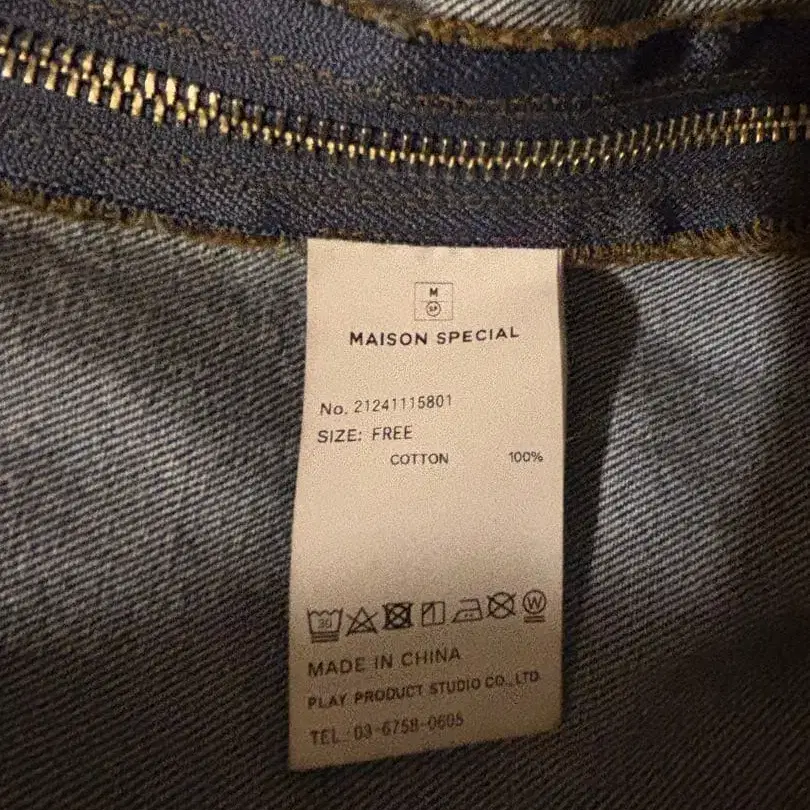 M
SP
MAISON SPECIAL
No. 21241115801
SIZE: FREE
COTTON 100%
30
W
MADE IN CHINA
PLAY PRODUCT STUDIO CO.,LTD
TEL:03-6758-0605